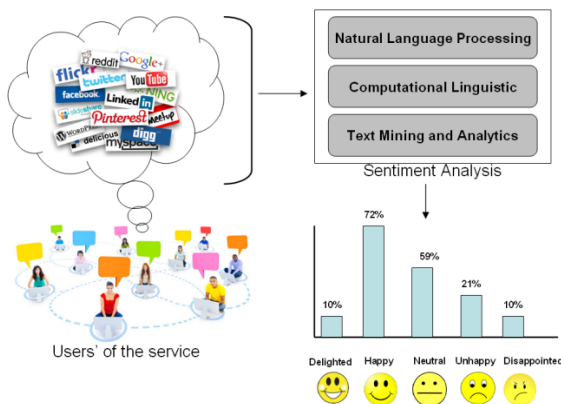 reddit
Google+
flickr
twitter
YouTube
facebook
NING
LinkedIn
slideshare
Pinterest
Meetup
WordPress
digg
delicious
myspace
Users' of the service
Natural Language Processing
Computational Linguistic
Text Mining and Analytics
Sentiment Analysis
72%
59%
21%
10%
10%
Delighted Happy Neutral Unhappy Disappointed